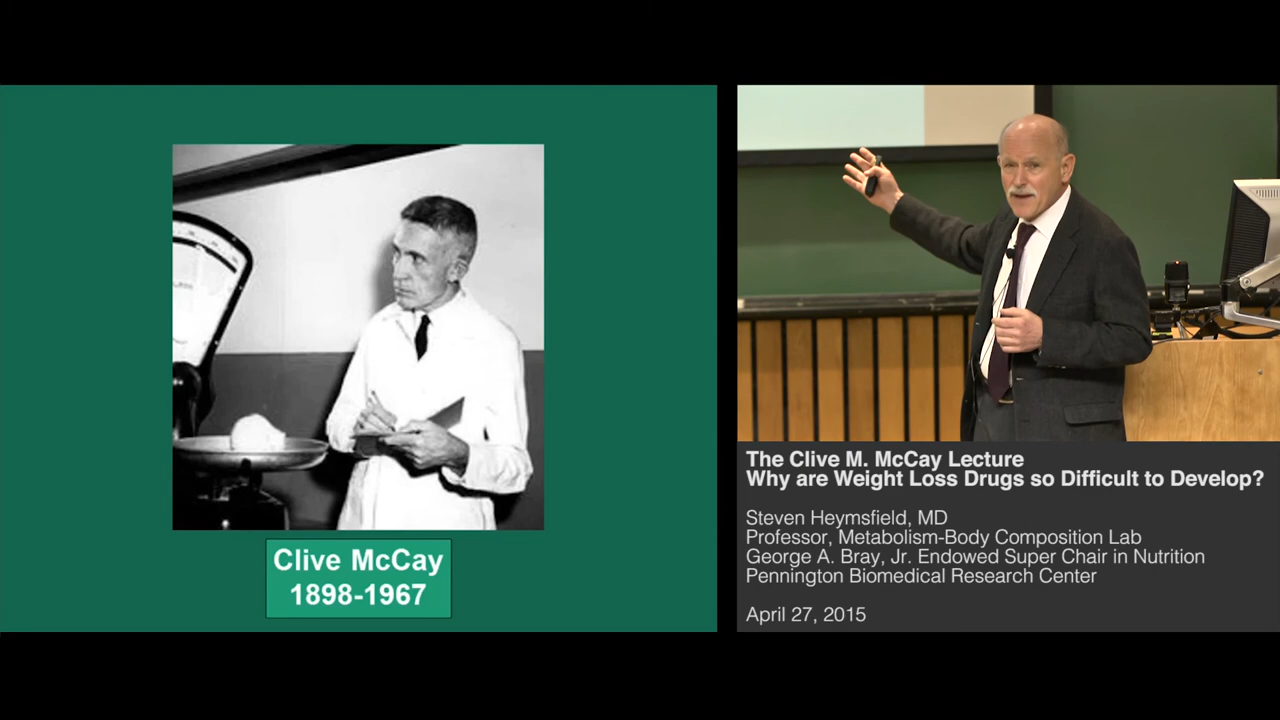 Clive McCay
1898-1967
The Clive M. McCay Lecture
Why are Weight Loss Drugs so Difficult to Develop?
Steven Heymsfield, MD
Professor, Metabolism-Body Composition Lab
George A. Bray, Jr. Endowed Super Chair in Nutrition
Pennington Biomedical Research Center
April 27, 2015